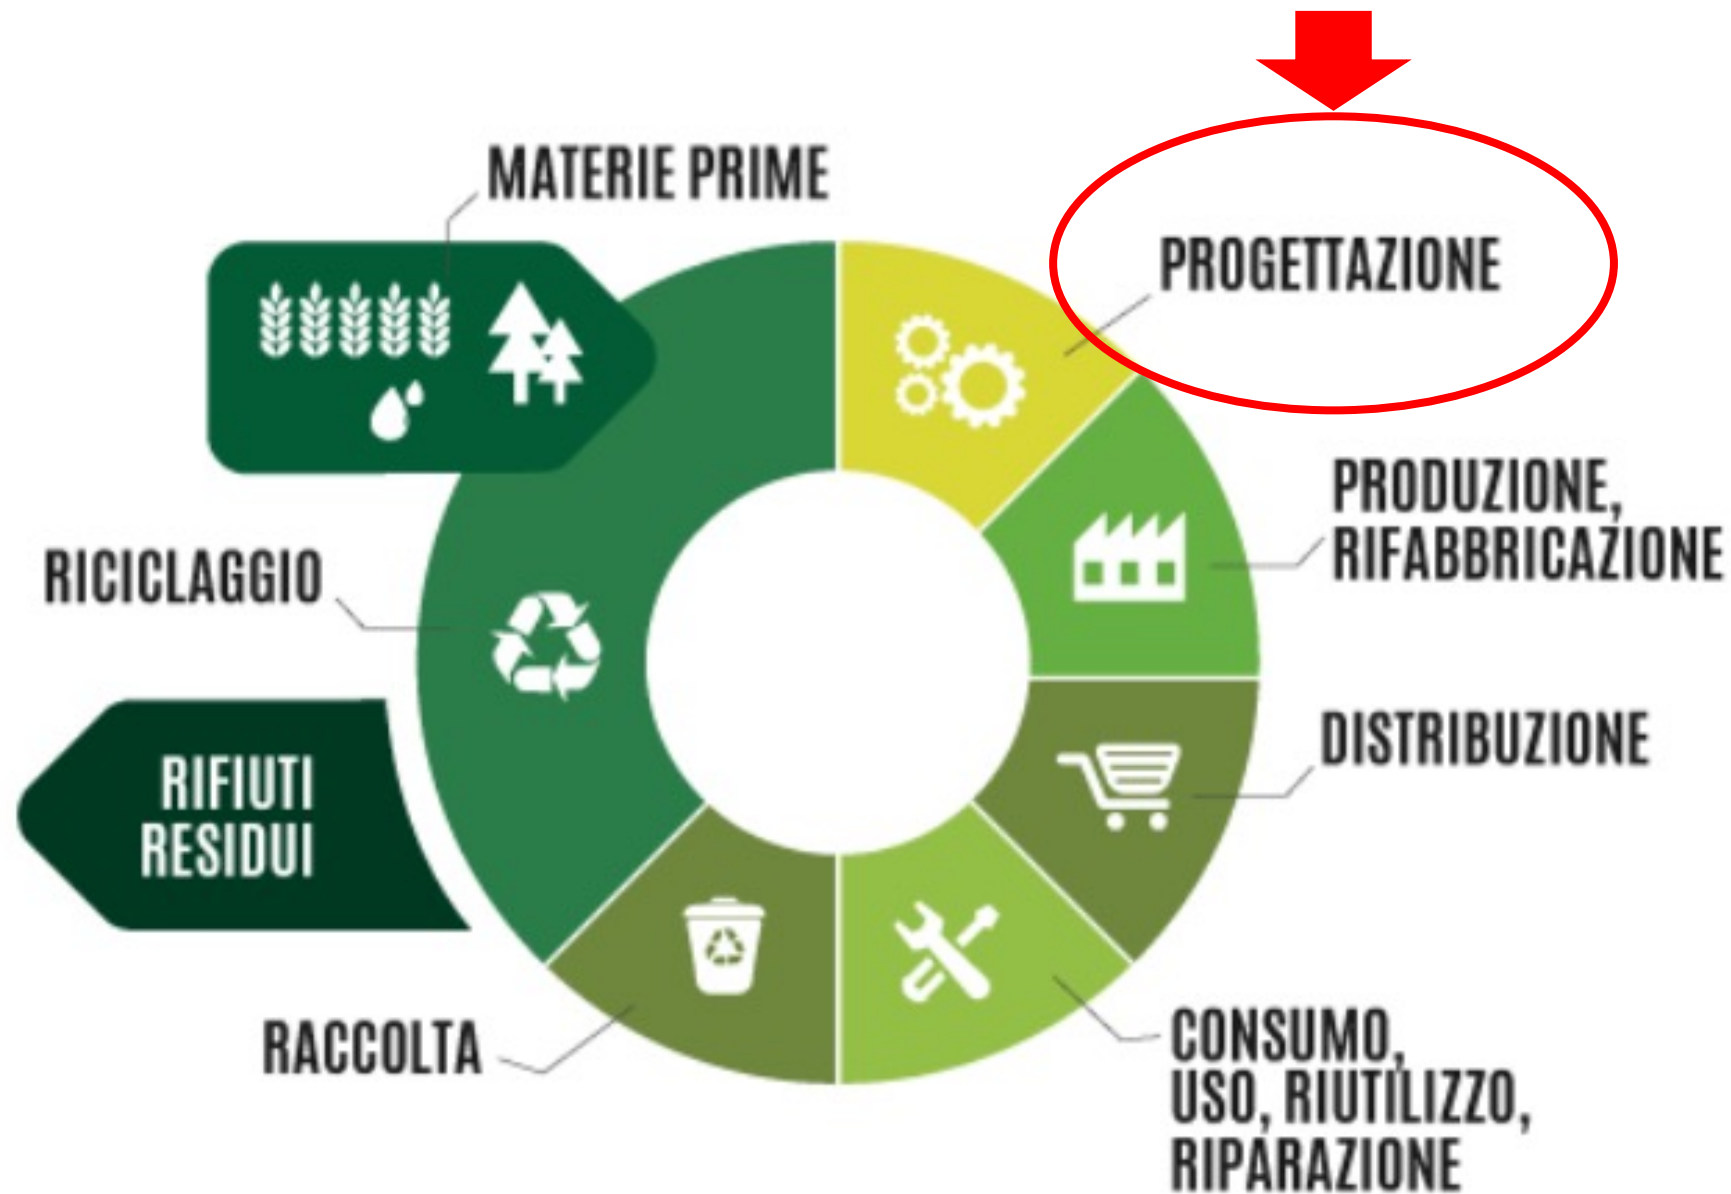 MATERIE PRIME
PROGETTAZIONE
PRODUZIONE,
RIFABBRICAZIONE
DISTRIBUZIONE
CONSUMO,
USO, RIUTILIZZO,
RIPARAZIONE
RACCOLTA
RICICLAGGIO
RIFIUTI
RESIDUI